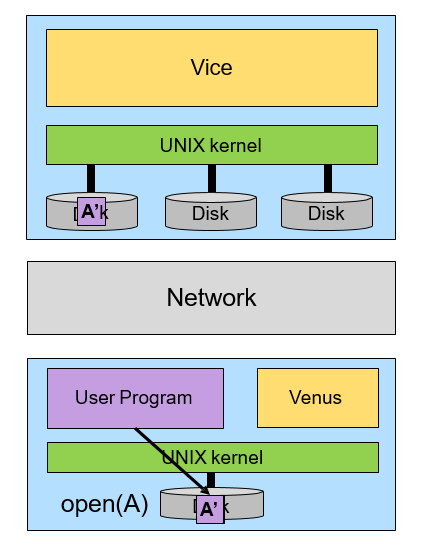 Vice
UNIX kernel
A’
Disk
Disk
Network
User Program
Venus
UNIX kernel
open(A)
A’